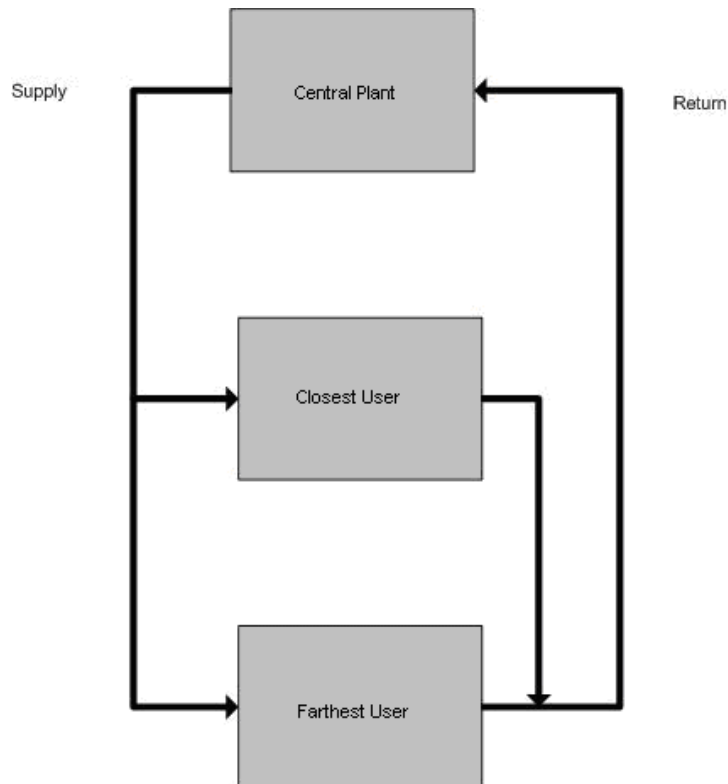 Supply
Central Plant
Return
Closest User
Farthest User